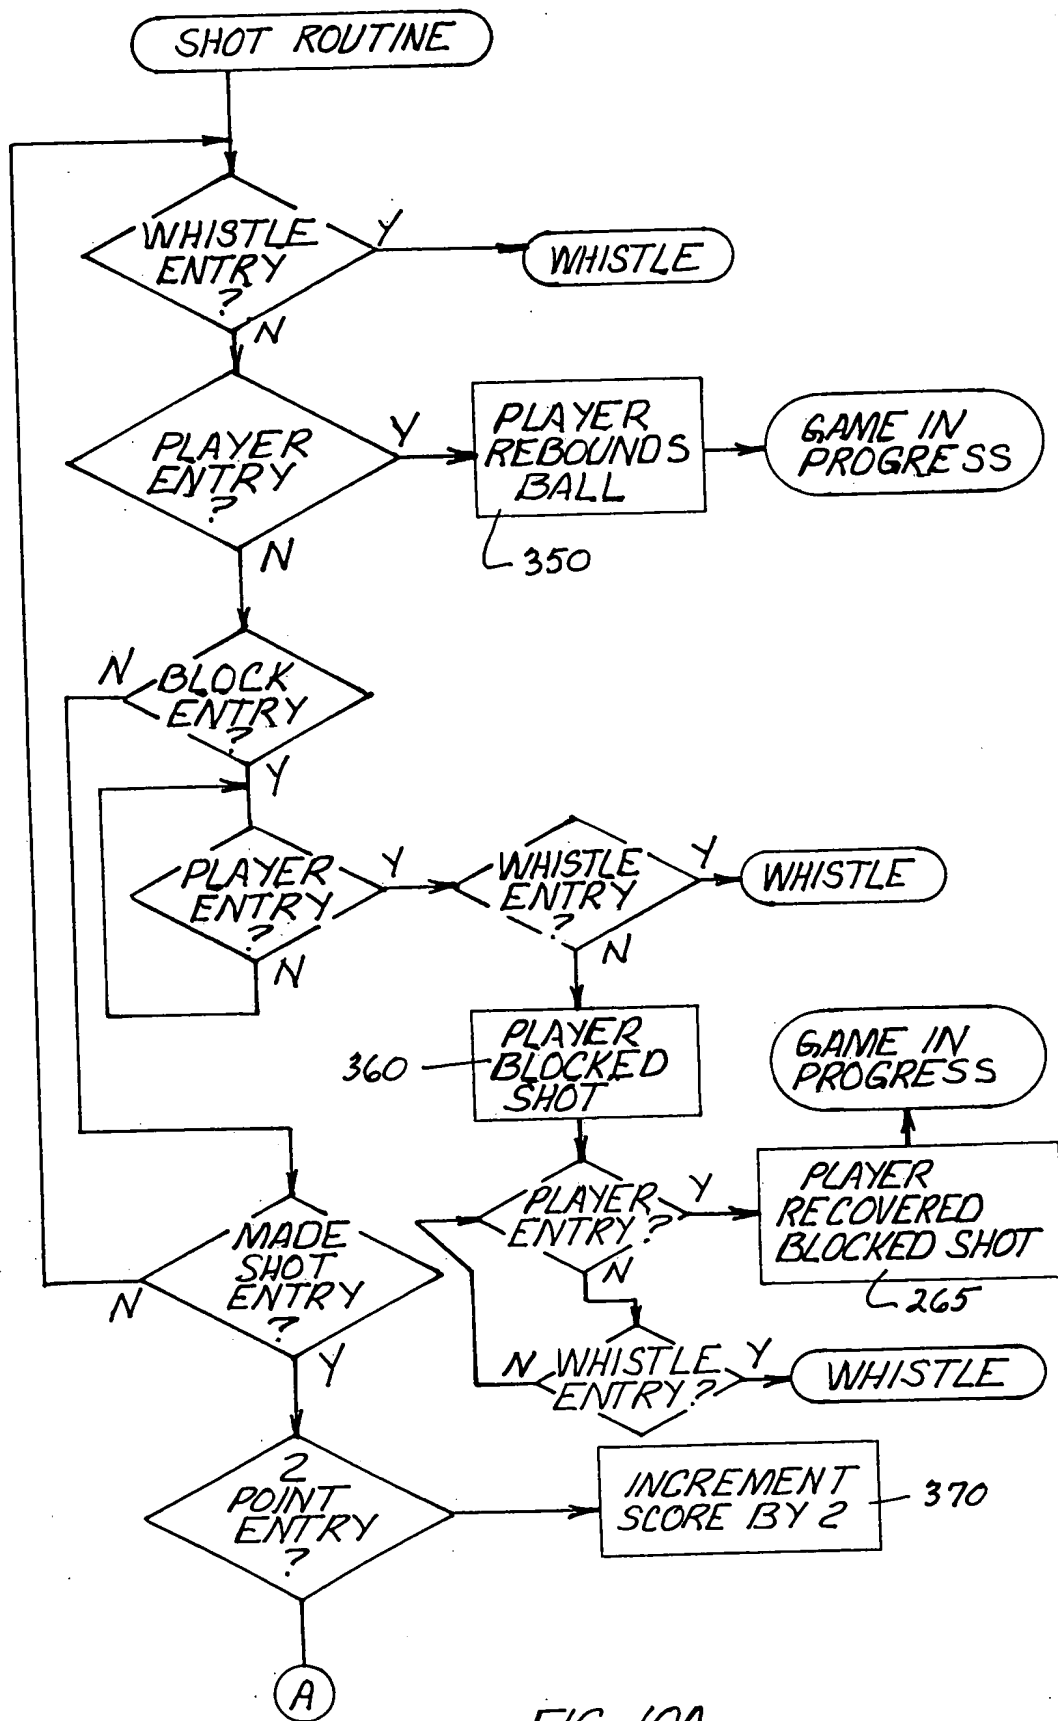 SHOT ROUTINE
WHISTLE
ENTRY
?
Y
N
WHISTLE
PLAYER
ENTRY
?
Y
N
PLAYER
REBOUNDS
BALL
350
GAME IN
PROGRESS
BLOCK
ENTRY
?
N
Y
PLAYER
ENTRY
?
Y
N
WHISTLE
ENTRY
?
Y
N
WHISTLE
PLAYER
BLOCKED
SHOT
360
GAME IN
PROGRESS
PLAYER
ENTRY?
Y
N
PLAYER
RECOVERED
BLOCKED SHOT
265
MADE
SHOT
ENTRY
?
N
Y
WHISTLE
ENTRY?
N
Y
WHISTLE
2
POINT
ENTRY
?
INCREMENT
SCORE BY 2
370
A
FIG. 10A